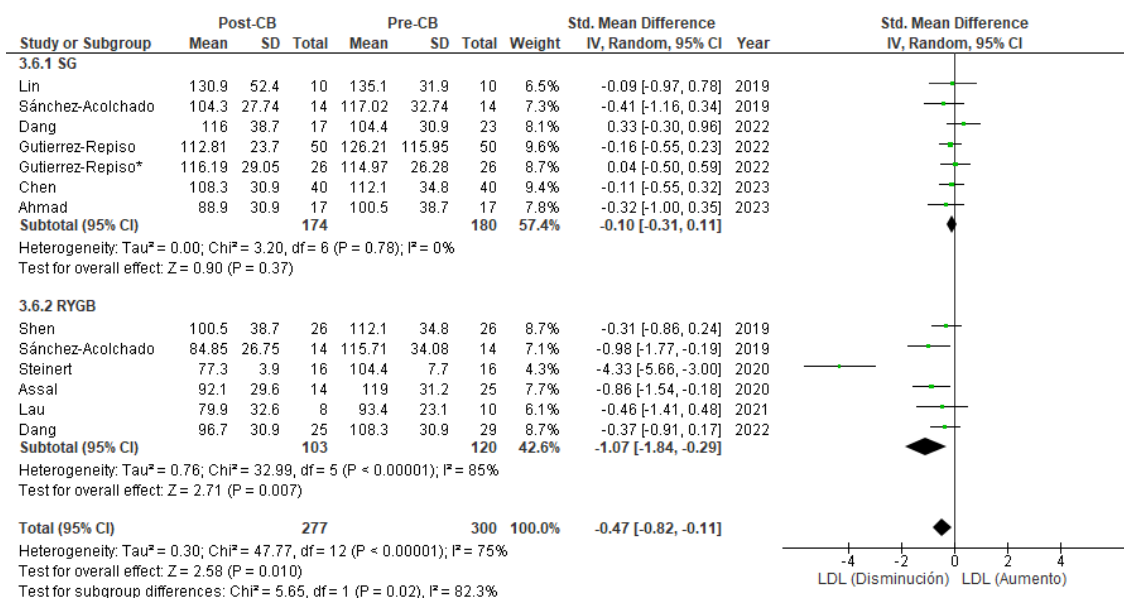 Post-CB Pre-CB Std. Mean Difference Std. Mean Difference
Study or Subgroup Mean SD Total Mean SD Total Weight IV, Random, 95% CI Year IV, Random, 95% CI
3.6.1 SG
Lin 130.9 52.4 10 135.1 31.9 10 6.5% -0.09 [-0.97, 0.78] 2019
Sánchez-Acolchado 104.3 27.74 14 117.02 32.74 14 7.3% -0.41 [-1.16, 0.34] 2019
Dang 116 38.7 17 104.4 30.9 23 8.1% 0.33 [-0.30, 0.96] 2022
Gutierrez-Repiso 112.81 23.7 50 126.21 115.95 50 9.6% -0.16 [-0.55, 0.23] 2022
Gutierrez-Repiso* 116.19 29.05 26 114.97 26.28 26 8.7% 0.04 [-0.50, 0.59] 2022
Chen 108.3 30.9 40 112.1 34.8 40 9.4% -0.11 [-0.55, 0.32] 2023
Ahmad 88.9 30.9 17 100.5 38.7 17 7.8% -0.32 [-1.00, 0.35] 2023
Subtotal (95% CI) 174 180 57.4% -0.10 [-0.31, 0.11]
Heterogeneity: Tau² = 0.00; Chi² = 3.20, df = 6 (P = 0.78); I² = 0%
Test for overall effect: Z = 0.90 (P = 0.37)
3.6.2 RYGB
Shen 100.5 38.7 26 112.1 34.8 26 8.7% -0.31 [-0.86, 0.24] 2019
Sánchez-Acolchado 84.85 26.75 14 115.71 34.08 14 7.1% -0.98 [-1.77, -0.19] 2019
Steinert 77.3 3.9 16 104.4 7.7 16 4.3% -4.33 [-5.66, -3.00] 2020
Assal 92.1 29.6 14 119 31.2 25 7.7% -0.86 [-1.54, -0.18] 2020
Lau 79.9 32.6 8 93.4 23.1 10 6.1% -0.46 [-1.41, 0.48] 2021
Dang 96.7 30.9 25 108.3 30.9 29 8.7% -0.37 [-0.91, 0.17] 2022
Subtotal (95% CI) 103 120 42.6% -1.07 [-1.84, -0.29]
Heterogeneity: Tau² = 0.76; Chi² = 32.99, df = 5 (P < 0.00001); I² = 85%
Test for overall effect: Z = 2.71 (P = 0.007)
Total (95% CI) 277 300 100.0% -0.47 [-0.82, -0.11]
Heterogeneity: Tau² = 0.30; Chi² = 47.77, df = 12 (P < 0.00001); I² = 75%
Test for overall effect: Z = 2.58 (P = 0.010)
Test for subgroup differences: Chi² = 5.65, df = 1 (P = 0.02), I² = 82.3%
-4 -2 0 2 4
LDL (Disminución) LDL (Aumento)